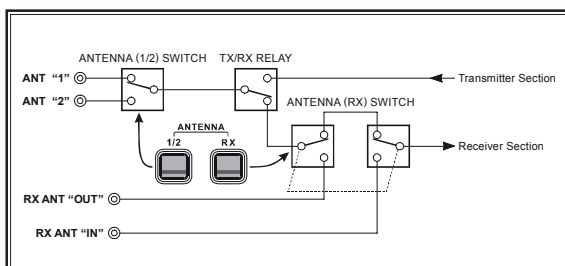 ANTENNA (1/2) SWITCH TX/RX RELAY
ANT “1”
Transmitter Section
ANT “2”
ANTENNA (RX) SWITCH
ANTENNA
1/2 RX
Receiver Section
RX ANT “OUT”
RX ANT “IN”